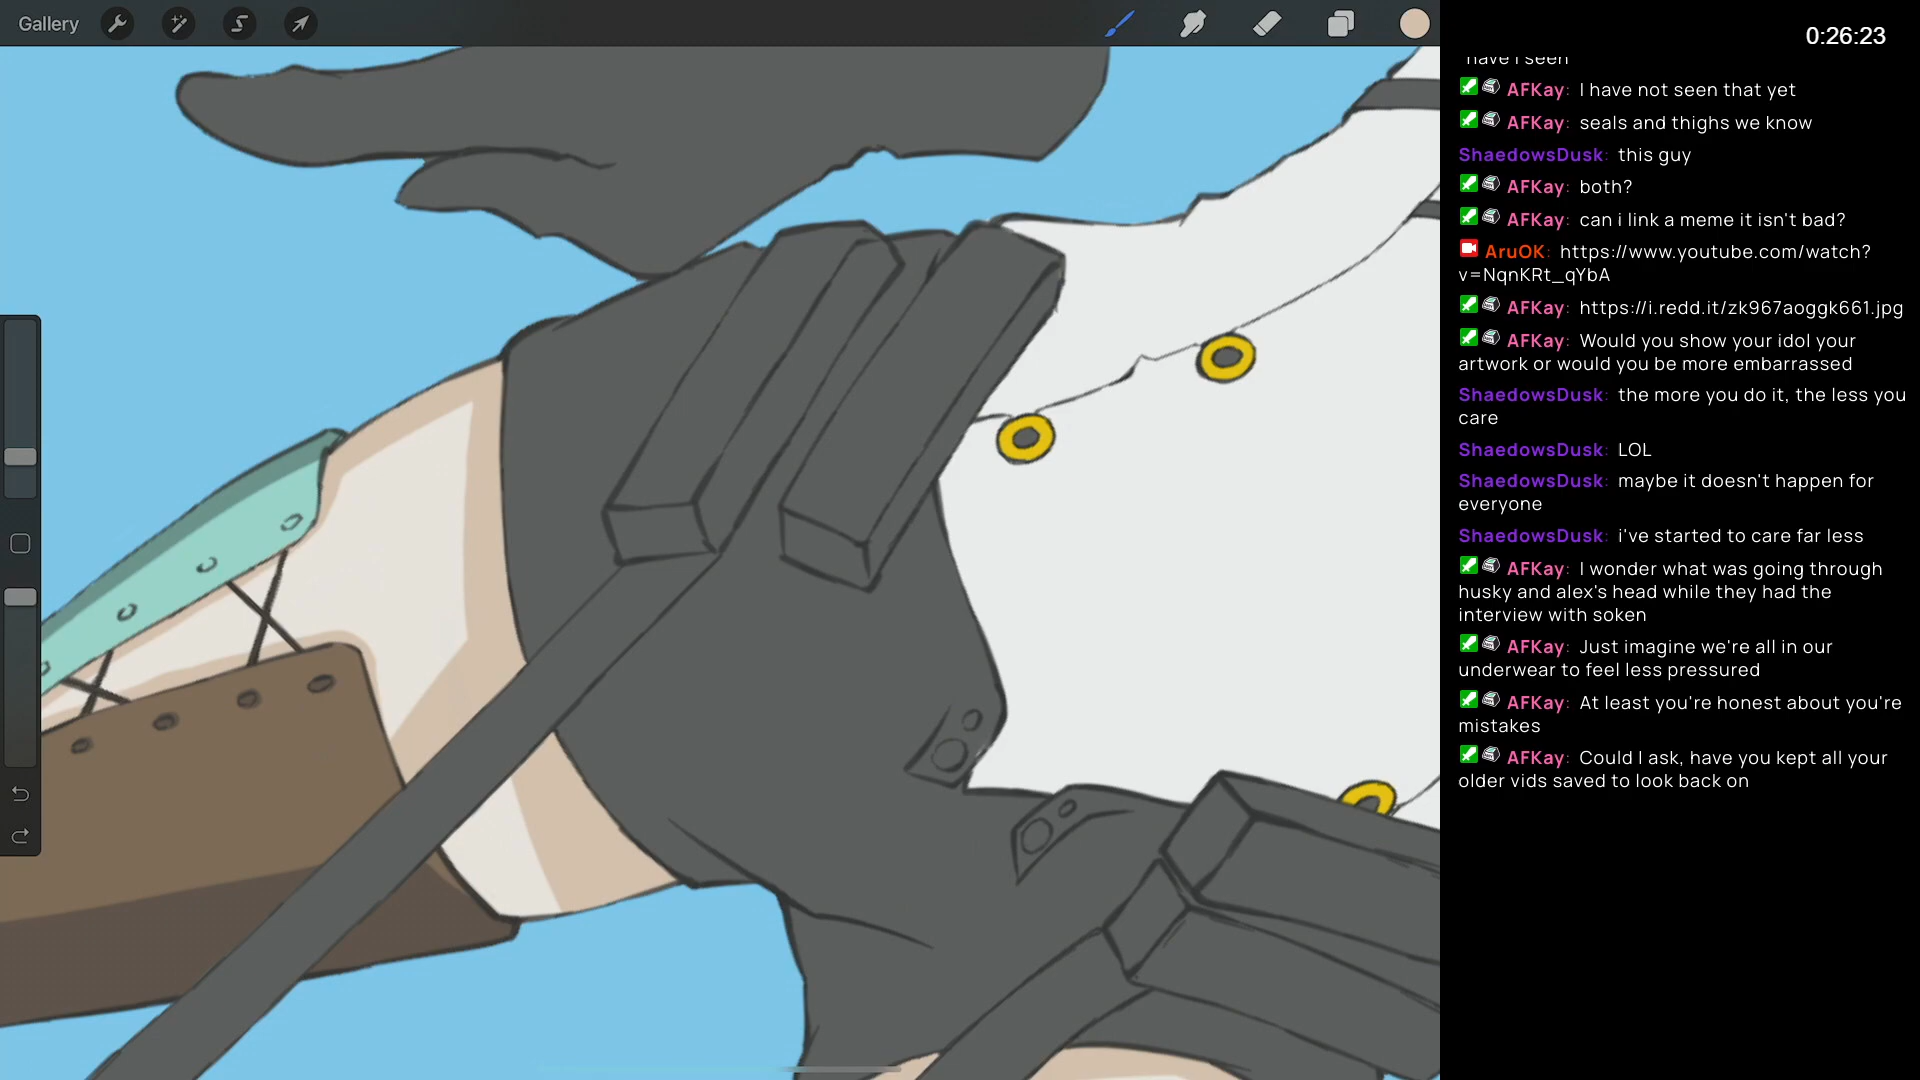 Gallery
0:26:23
have I seen
AFKay: I have not seen that yet
AFKay: seals and thighs we know
ShaedowsDusk: this guy
AFKay: both?
AFKay: can i link a meme it isn't bad?
AruOK: https://www.youtube.com/watch?
v=NqnKRt_qYbA
AFKay: https://i.redd.it/zk967aoggk661.jpg
AFKay: Would you show your idol your
artwork or would you be more embarrassed
ShaedowsDusk: the more you do it, the less you
care
ShaedowsDusk: LOL
ShaedowsDusk: maybe it doesn't happen for
everyone
ShaedowsDusk: i've started to care far less
AFKay: I wonder what was going through
husky and alex's head while they had the
interview with soken
AFKay: Just imagine we're all in our
underwear to feel less pressured
AFKay: At least you're honest about you're
mistakes
AFKay: Could I ask, have you kept all your
older vids saved to look back on